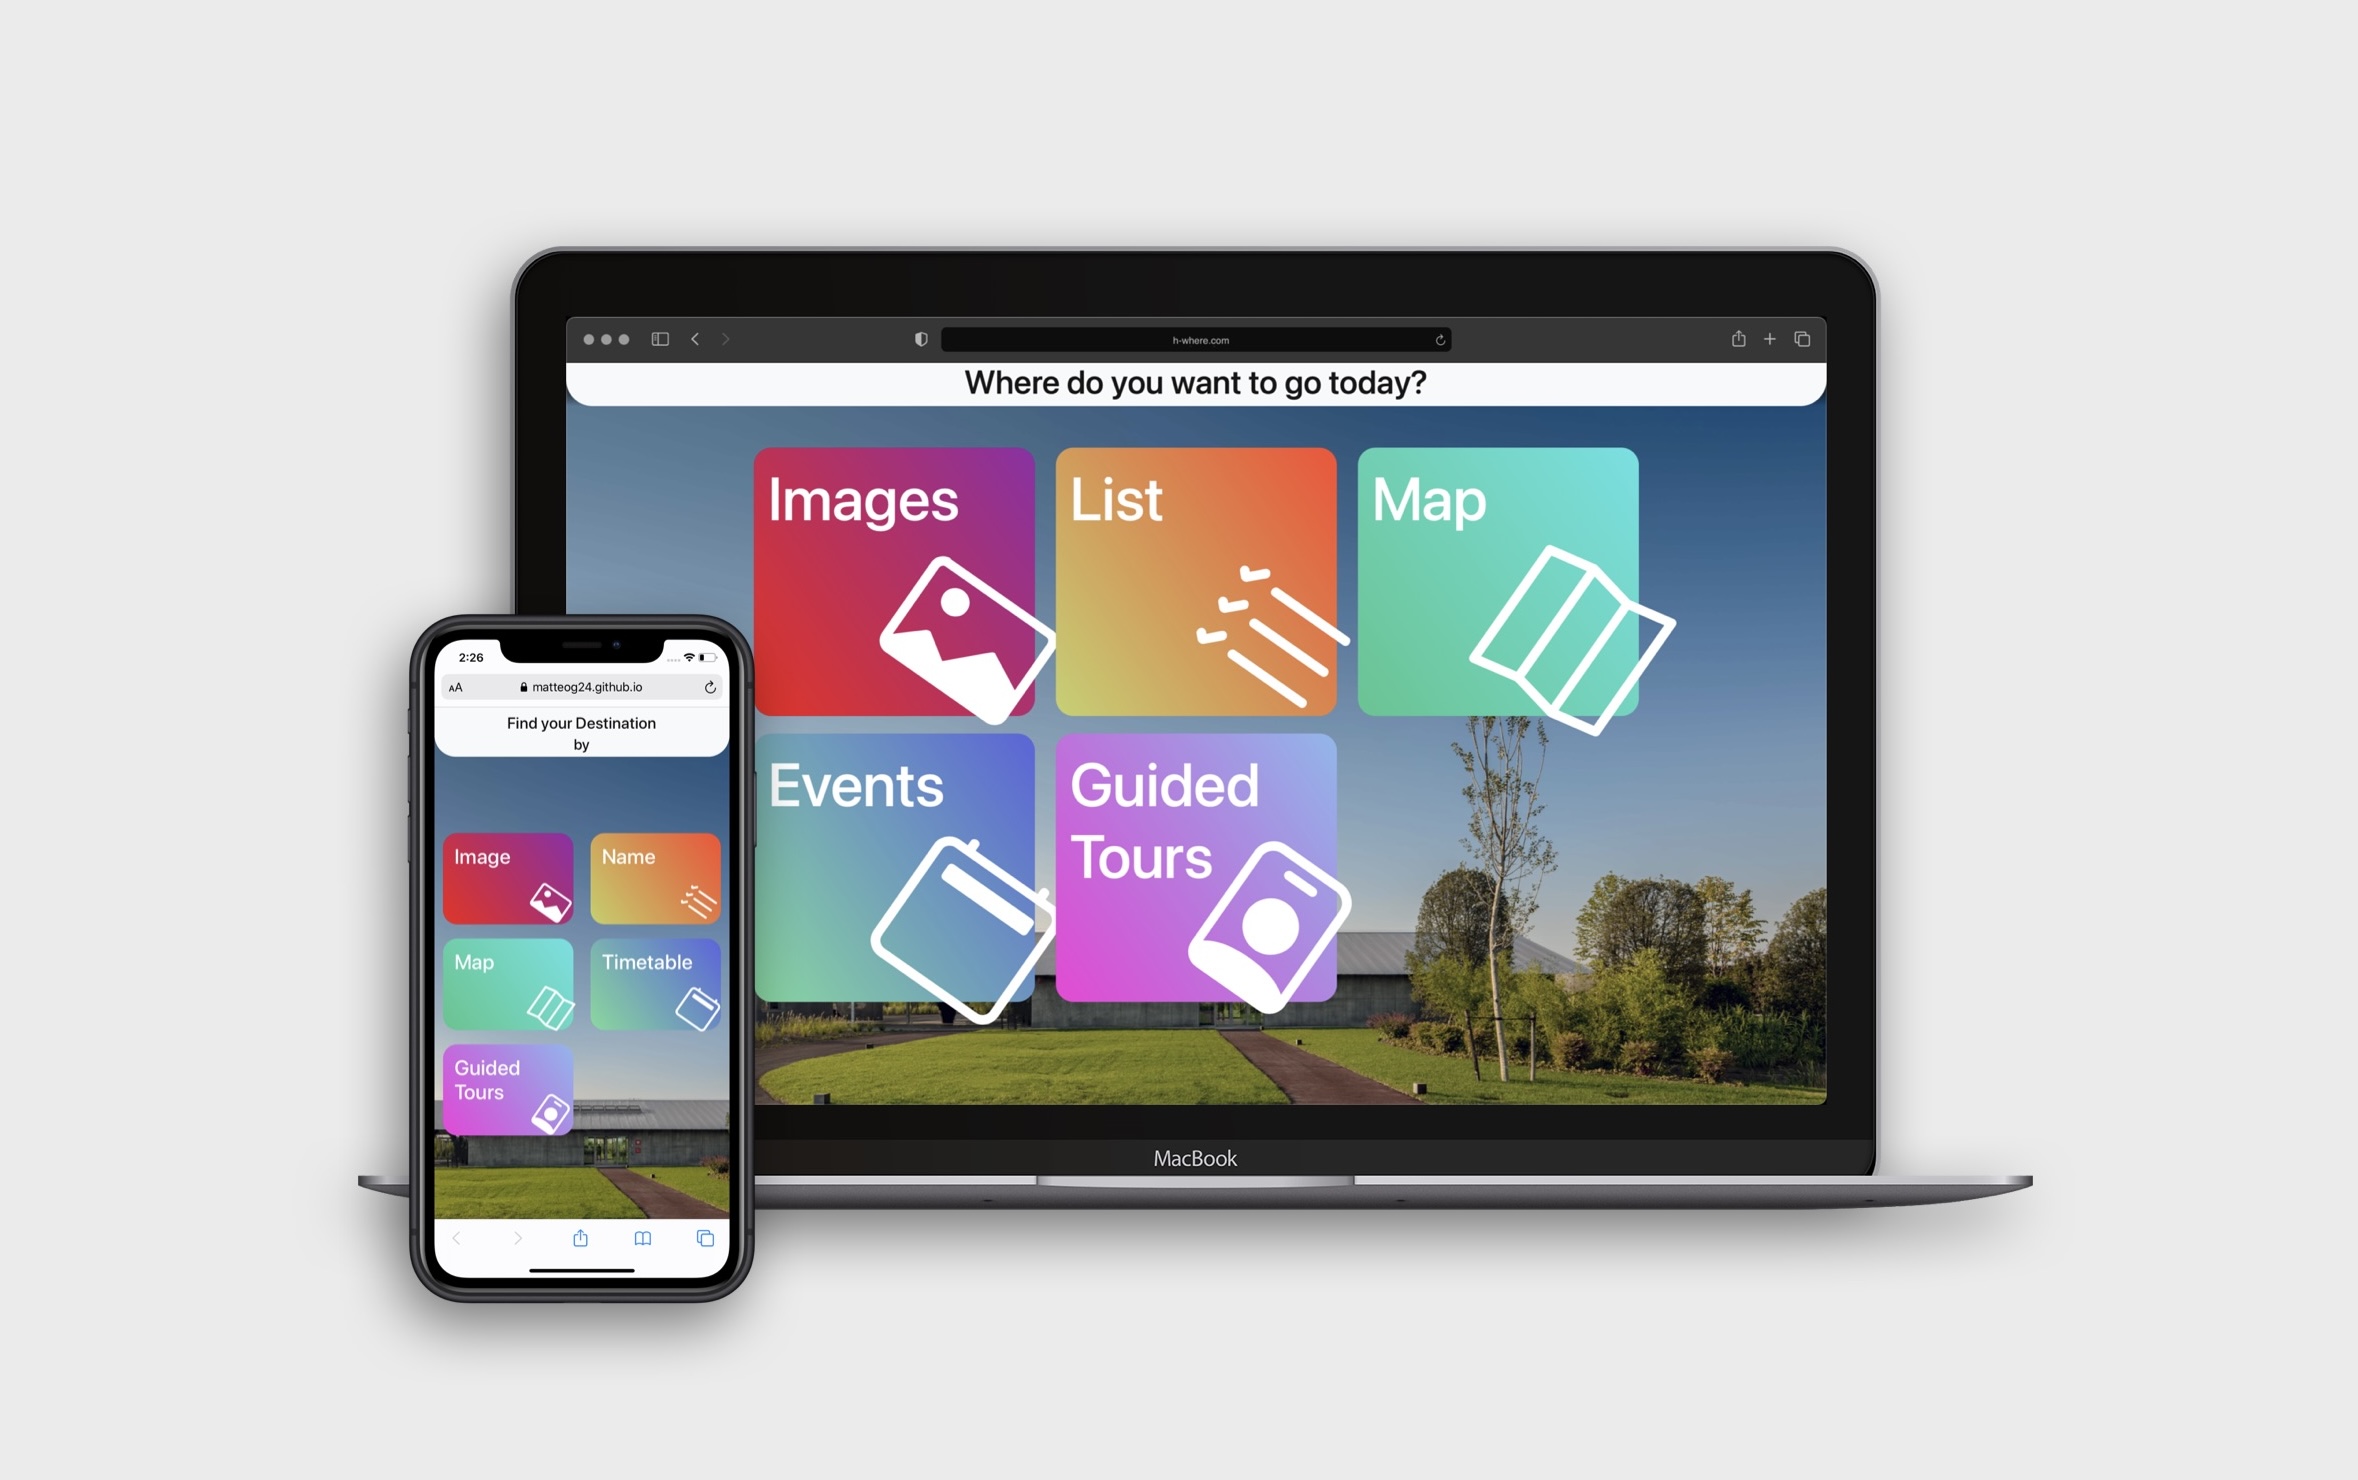 h-where.com
Where do you want to go today?
Images
List
Map
Events
Guided
Tours
MacBook
2:26
AA
matteog24.github.io
Find your Destination
by
Image
Name
Map
Timetable
Guided
Tours